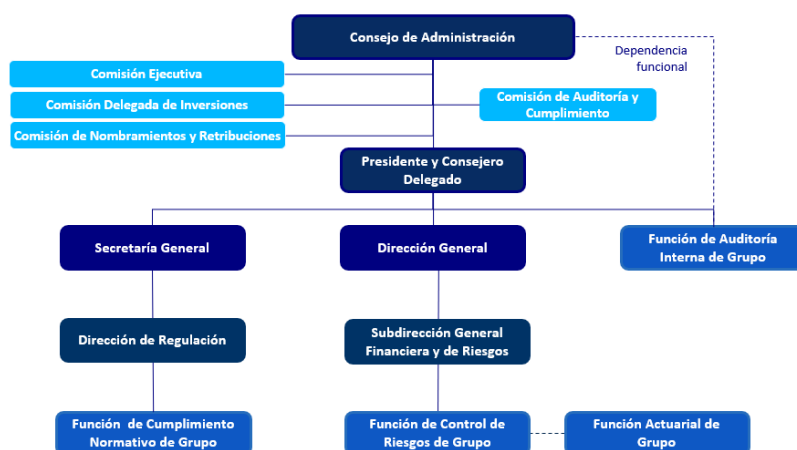 Consejo de Administración
Dependencia
funcional
Comisión Ejecutiva
Comisión Delegada de Inversiones
Comisión de Auditoría y
Cumplimiento
Comisión de Nombramientos y Retribuciones
Presidente y Consejero
Delegado
Secretaría General
Dirección General
Función de Auditoría
Interna de Grupo
Dirección de Regulación
Subdirección General
Financiera y de Riesgos
Función de Cumplimiento
Normativo de Grupo
Función de Control de
Riesgos de Grupo
Función Actuarial de
Grupo